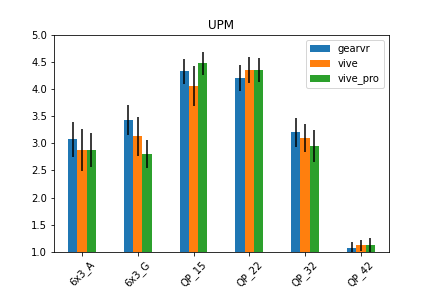 UPM
5.0
4.5
4.0
3.5
3.0
2.5
2.0
1.5
1.0
gearvr
vive
vive_pro
6x3_A
6x3_G
QP_15
QP_22
QP_32
QP_42